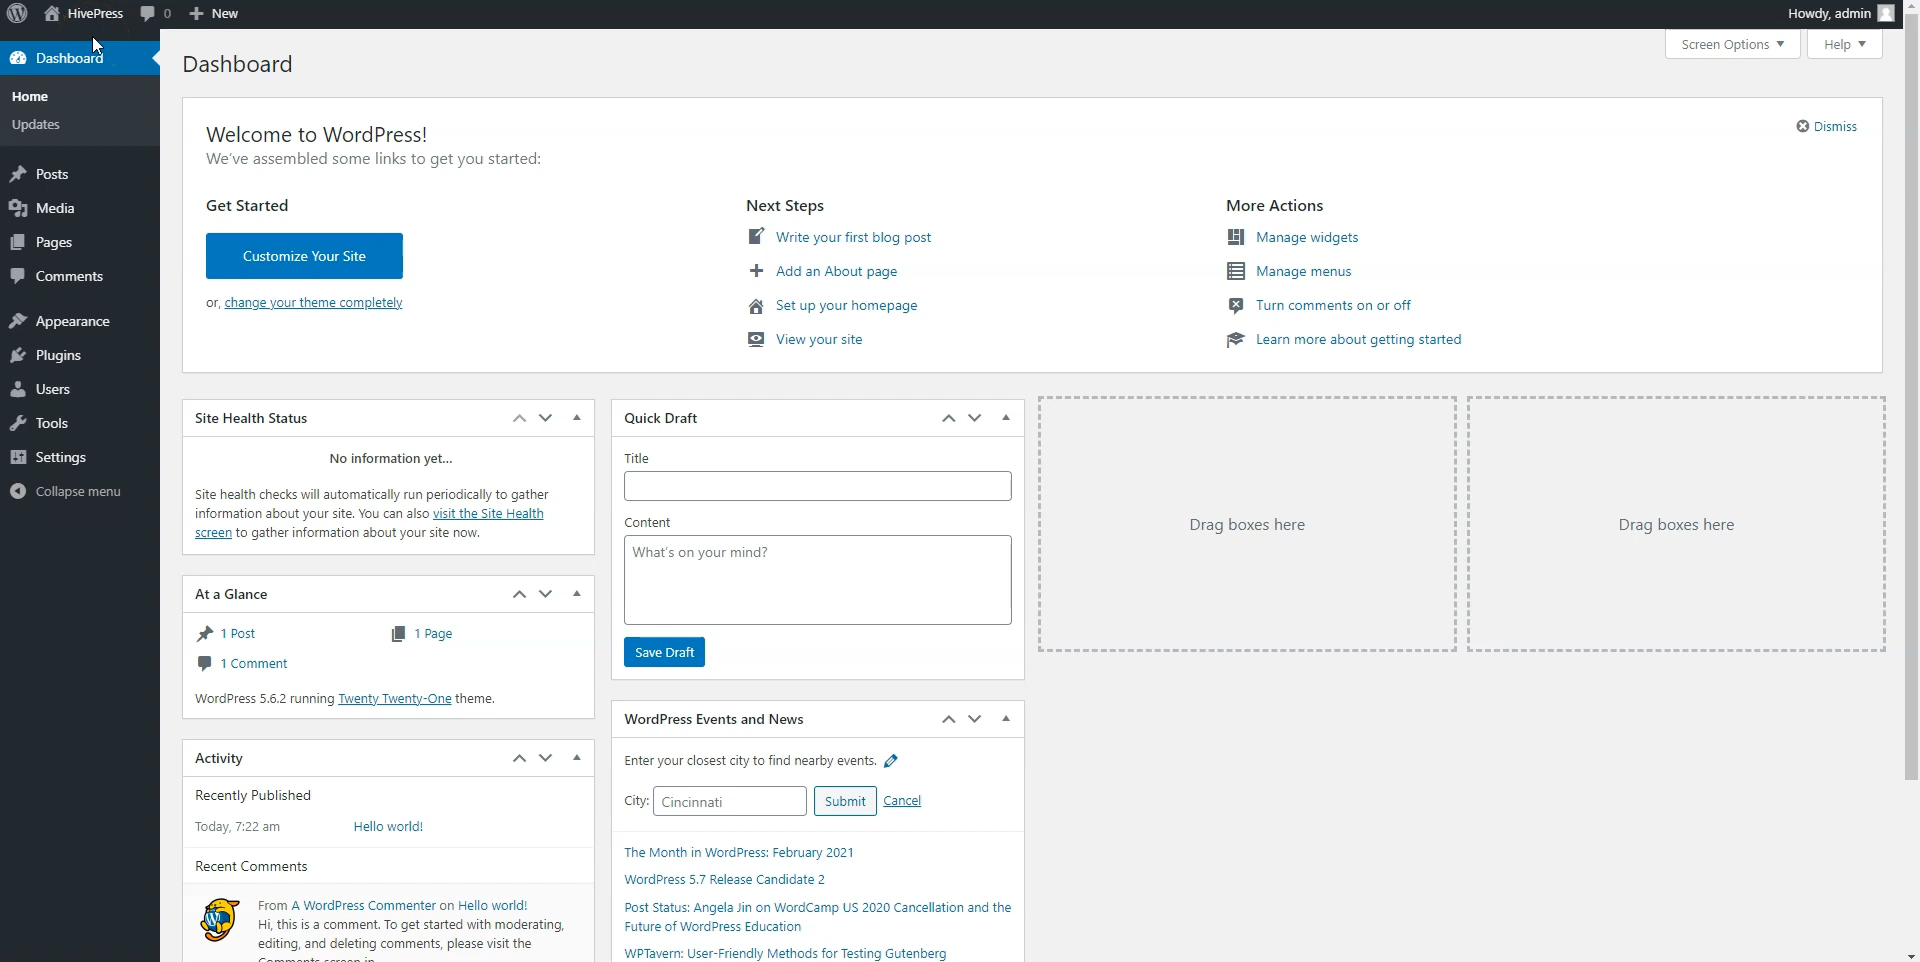 HivePress 0 New Howdy, admin
Dashboard
Home
Updates
Posts
Media
Pages
Comments
Appearance
Plugins
Users
Tools
Settings
Collapse menu
Screen Options Help
Dashboard
Welcome to WordPress!
We've assembled some links to get you started:
Dismiss
Get Started
Customize Your Site
or, change your theme completely
Next Steps
Write your first blog post
Add an About page
Set up your homepage
View your site
More Actions
Manage widgets
Manage menus
Turn comments on or off
Learn more about getting started
Site Health Status
No information yet...
Site health checks will automatically run periodically to gather
information about your site. You can also visit the Site Health
screen to gather information about your site now.
At a Glance
1 Post 1 Page
1 Comment
WordPress 5.6.2 running Twenty Twenty-One theme.
Activity
Recently Published
Today, 7:22 am Hello world!
Recent Comments
From A WordPress Commenter on Hello world!
Hi, this is a comment. To get started with moderating,
editing, and deleting comments, please visit the
Comments screen in
Quick Draft
Title
Content
What's on your mind?
Save Draft
WordPress Events and News
Enter your closest city to find nearby events.
City: Cincinnati Submit Cancel
The Month in WordPress: February 2021
WordPress 5.7 Release Candidate 2
Post Status: Angela Jin on WordCamp US 2020 Cancellation and the
Future of WordPress Education
WPTavern: User-Friendly Methods for Testing Gutenberg
Drag boxes here
Drag boxes here